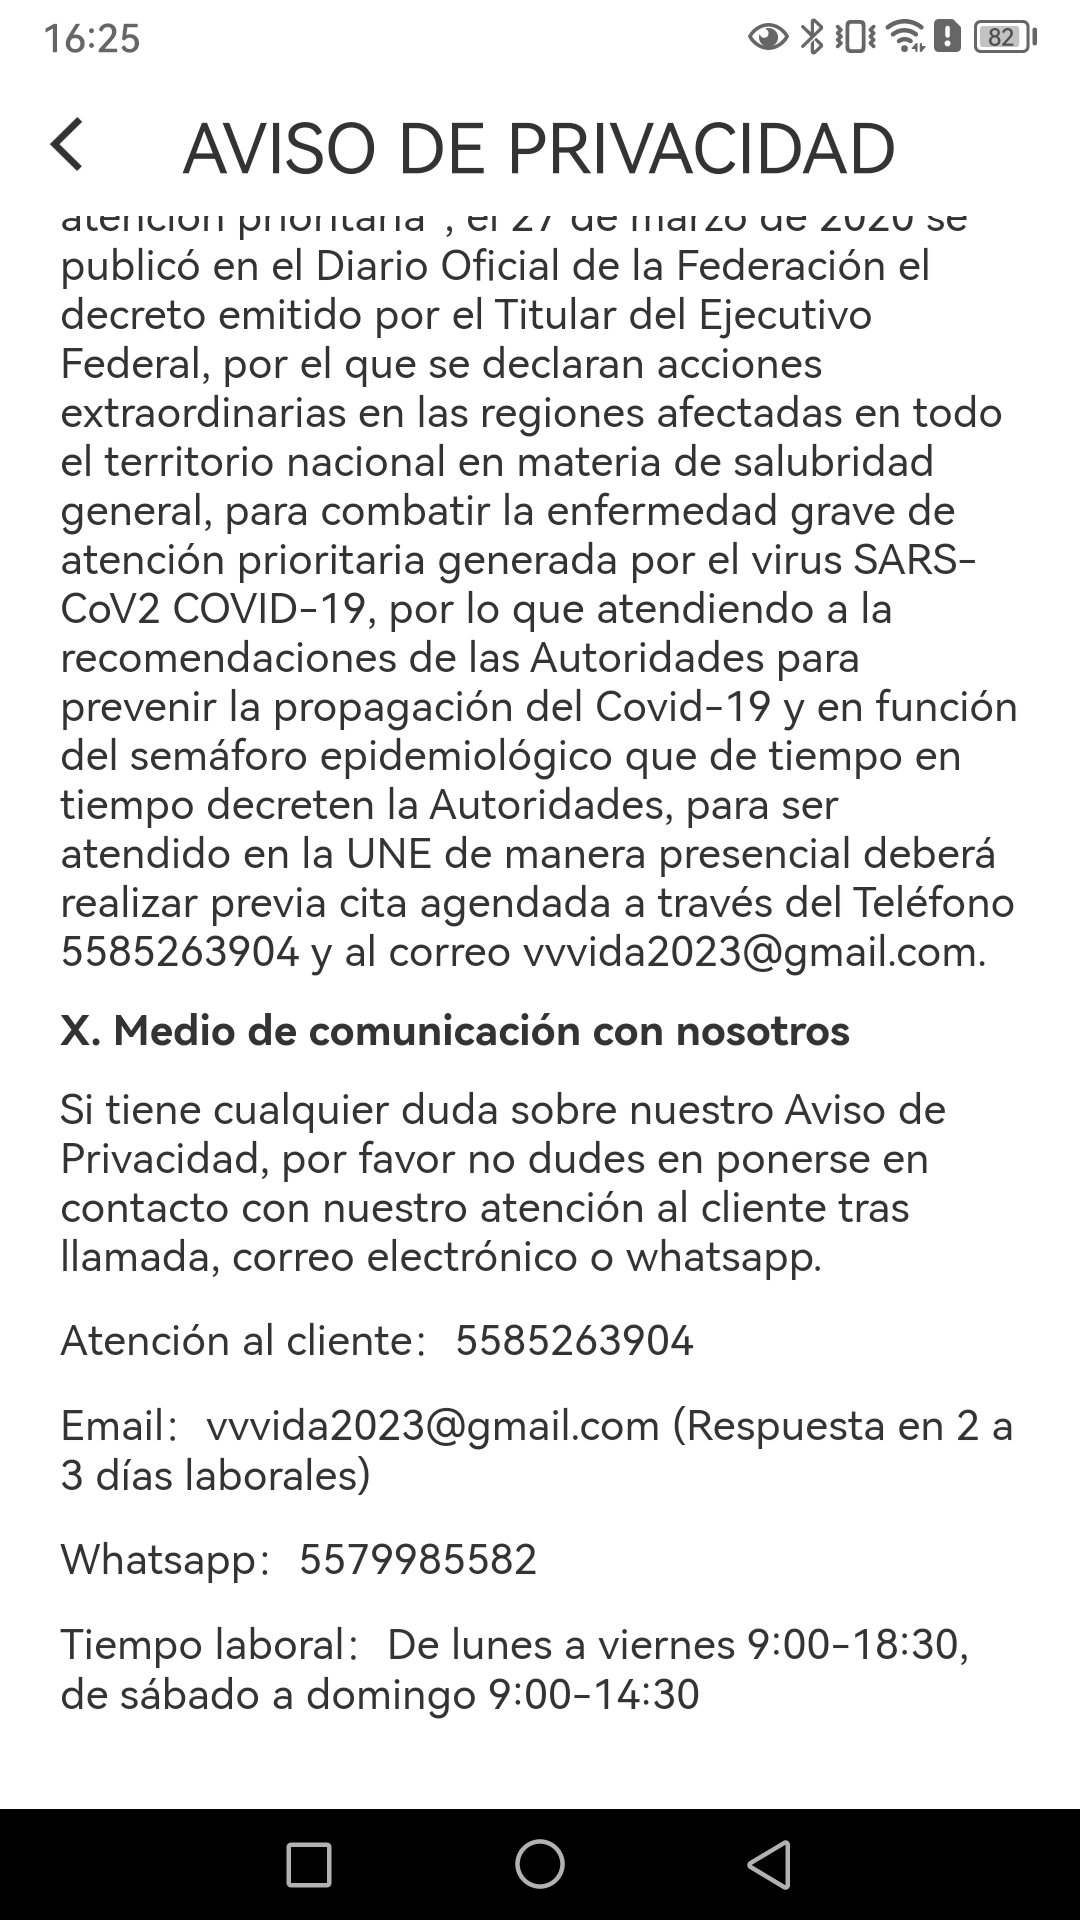 16:25
82
AVISO DE PRIVACIDAD
atención prioritaria", el 27 de marzo de 2020 se
publicó en el Diario Oficial de la Federación el
decreto emitido por el Titular del Ejecutivo
Federal, por el que se declaran acciones
extraordinarias en las regiones afectadas en todo
el territorio nacional en materia de salubridad
general, para combatir la enfermedad grave de
atención prioritaria generada por el virus SARS-
CoV2 COVID-19, por lo que atendiendo a la
recomendaciones de las Autoridades para
prevenir la propagación del Covid-19 y en función
del semáforo epidemiológico que de tiempo en
tiempo decreten la Autoridades, para ser
atendido en la UNE de manera presencial deberá
realizar previa cita agendada a través del Teléfono
5585263904 y al correo vvvida2023@gmail.com.
X. Medio de comunicación con nosotros
Si tiene cualquier duda sobre nuestro Aviso de
Privacidad, por favor no dudes en ponerse en
contacto con nuestro atención al cliente tras
llamada, correo electrónico o whatsapp.
Atención al cliente： 5585263904
Email： vvvida2023@gmail.com (Respuesta en 2 a
3 días laborales)
Whatsapp： 5579985582
Tiempo laboral： De lunes a viernes 9:00-18:30,
de sábado a domingo 9:00-14:30